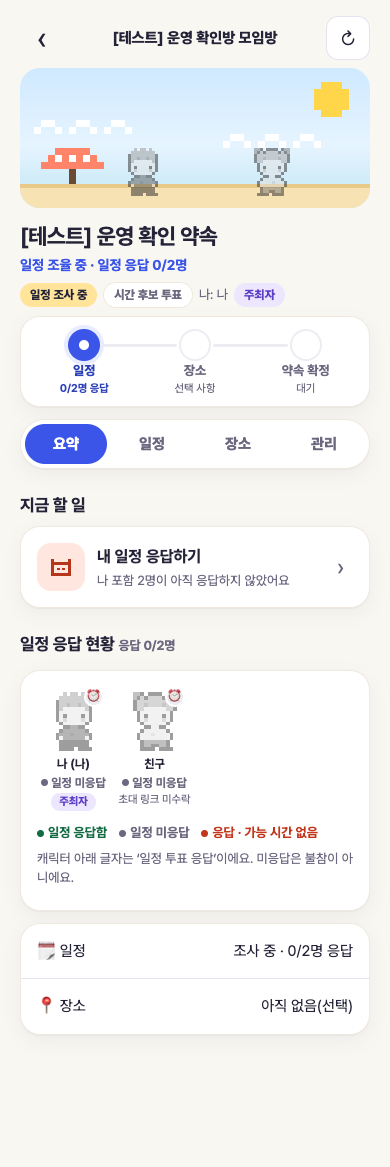 [테스트] 운영 확인방 모임방
[테스트] 운영 확인 약속
일정 조율 중 · 일정 응답 0/2명
일정 조사 중 시간 후보 투표 나: 나 주최자
일정 장소 약속 확정
0/2명 응답 선택 사항 대기
요약 일정 장소 관리
지금 할 일
내 일정 응답하기
나 포함 2명이 아직 응답하지 않았어요
일정 응답 현황 응답 0/2명
나 (나) 친구
일정 미응답 일정 미응답
주최자 초대 링크 미수락
일정 응답함 일정 미응답 응답 · 가능 시간 없음
캐릭터 아래 글자는 ‘일정 투표 응답’이에요. 미응답은 불참이 아
니에요.
일정 조사 중 · 0/2명 응답
장소 아직 없음(선택)